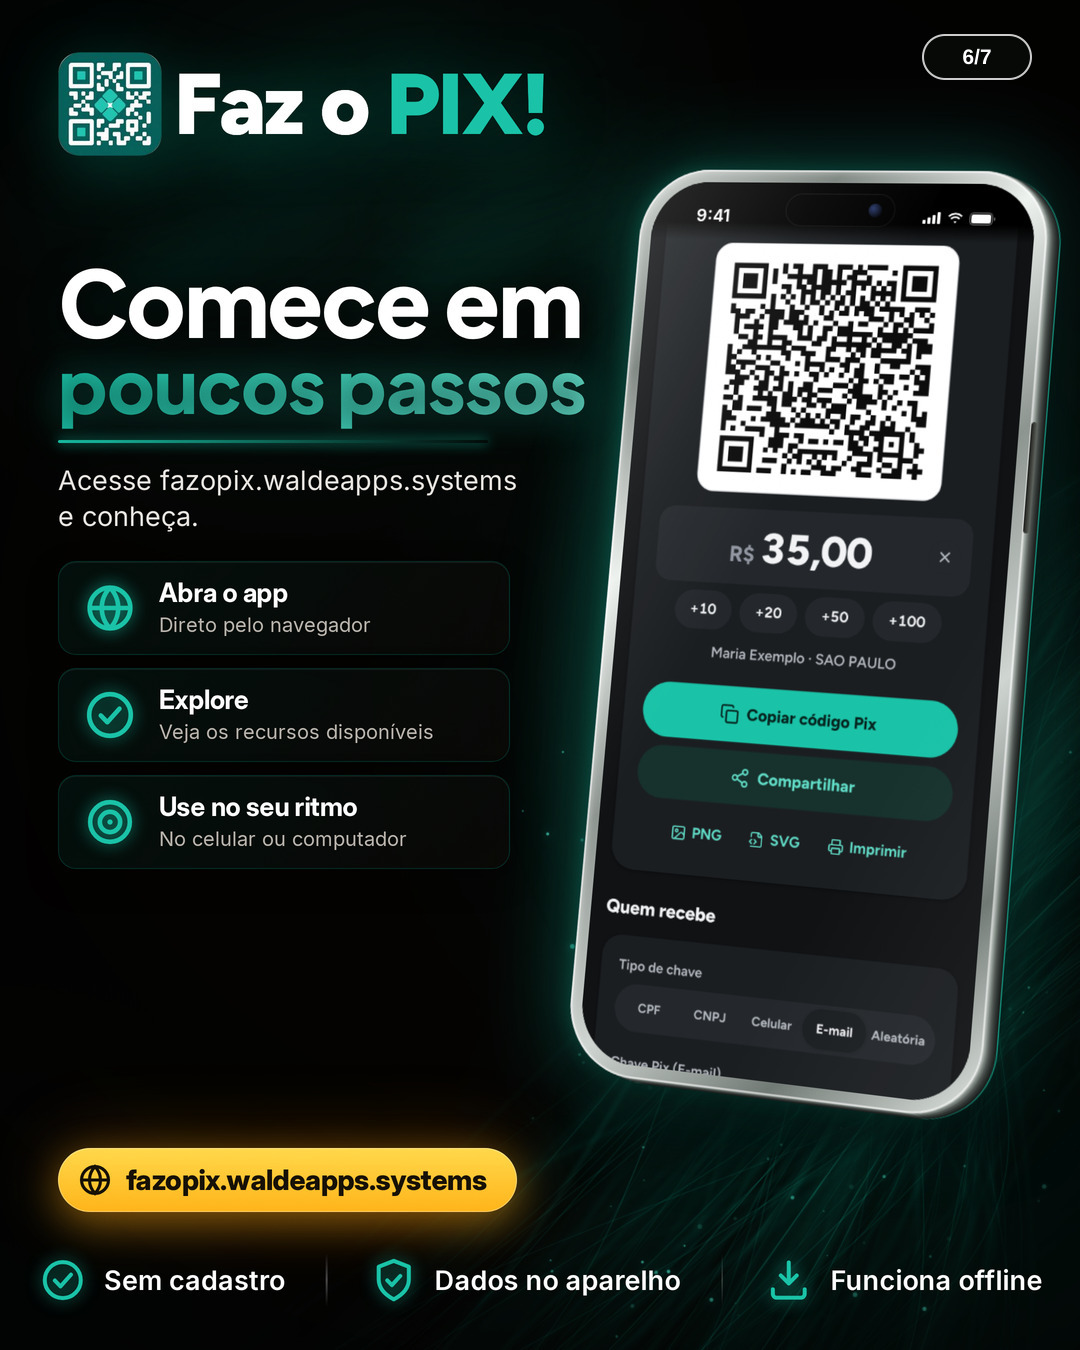 Faz o PIX!
6/7
Comece em
poucos passos
Acesse fazopix.waldeapps.systems
e conheça.
Abra o app
Direto pelo navegador
Explore
Veja os recursos disponíveis
Use no seu ritmo
No celular ou computador
9:41
R$ 35,00
+10
+20
+50
+100
Maria Exemplo · SAO PAULO
Copiar código Pix
Compartilhar
PNG
SVG
Imprimir
Quem recebe
Tipo de chave
CPF
CNPJ
Celular
E-mail
Aleatória
Chave Pix (E-mail)
fazopix.waldeapps.systems
Sem cadastro
Dados no aparelho
Funciona offline